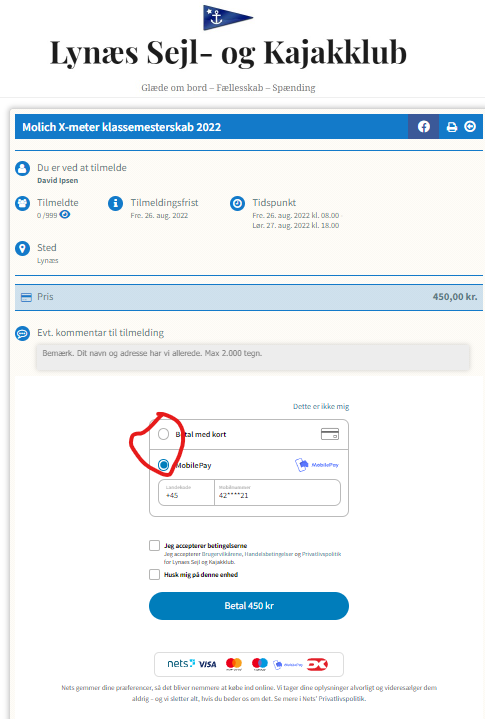 Lynæs Sejl- og Kajakklub
Glæde om bord – Fællesskab – Spænding
Molich X-meter klassemesterskab 2022
Du er ved at tilmelde
David Ipsen
Tilmeldte
0 /999
Tilmeldingsfrist
Fre. 26. aug. 2022
Tidspunkt
Fre. 26. aug. 2022 kl. 08.00
Lør. 27. aug. 2022 kl. 18.00
Sted
Lynæs
Pris
450,00 kr.
Evt. kommentar til tilmelding
Bemærk. Dit navn og adresse har vi allerede. Max 2.000 tegn.
Dette er ikke mig
Betal med kort
MobilePay
MobilePay
Landekode
+45
Mobilnummer
42****21
Jeg accepterer betingelserne
Jeg accepterer Brugervilkårene, Handelsbetingelser og Privatlivspolitik
for Lynæs Sejl og Kajakklub.
Husk mig på denne enhed
Betal 450 kr
nets VISA MobilePay
Nets gemmer dine præferencer, så det bliver nemmere at købe ind online. Vi tager dine oplysninger alvorligt og videresælger dem
aldrig – og vi sletter alt, hvis du beder os om det. Se mere i Nets' Privatlivspolitik.